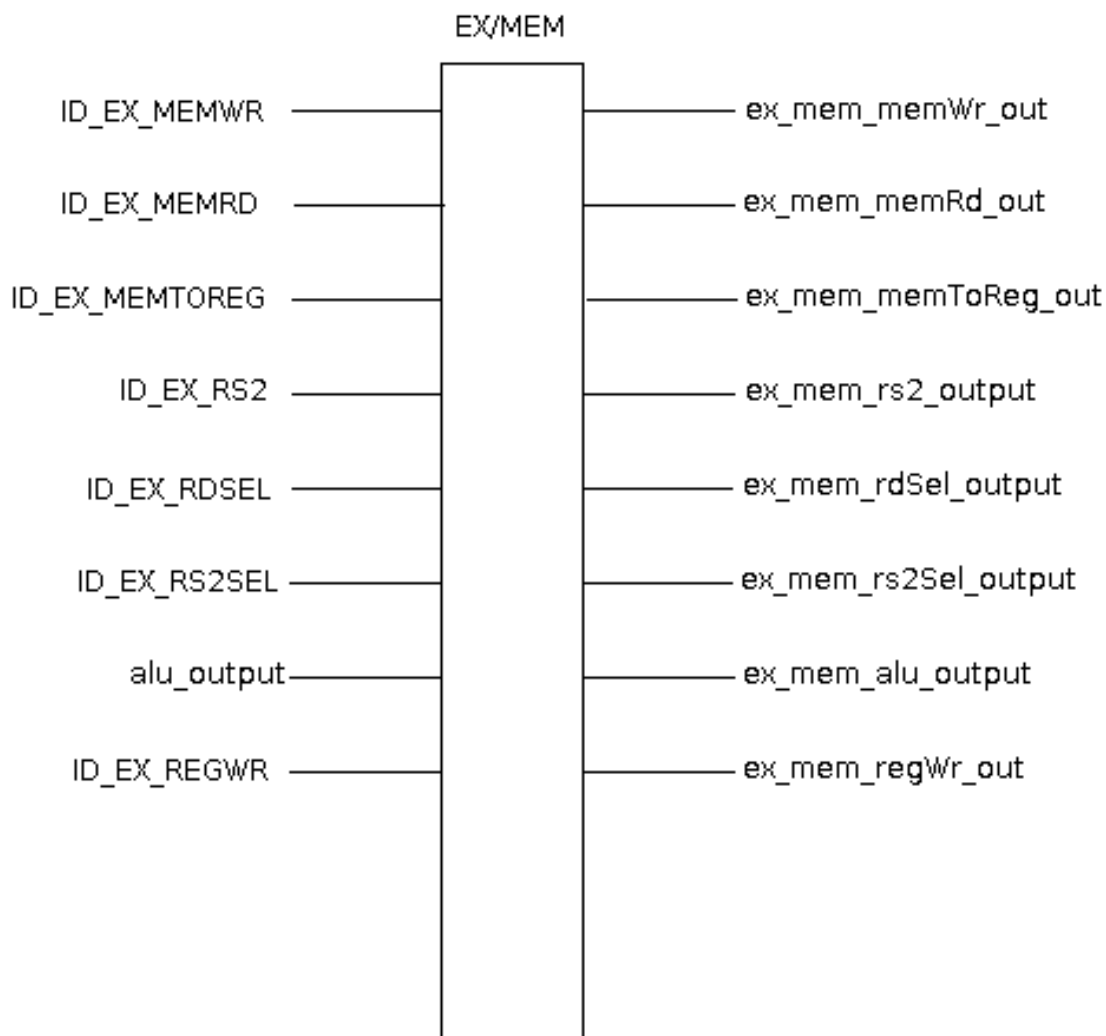 EX/MEM
ID_EX_MEMWR ex_mem_memWr_out
ID_EX_MEMRD ex_mem_memRd_out
ID_EX_MEMTOREG ex_mem_memToReg_out
ID_EX_RS2 ex_mem_rs2_output
ID_EX_RDSEL ex_mem_rdSel_output
ID_EX_RS2SEL ex_mem_rs2Sel_output
alu_output ex_mem_alu_output
ID_EX_REGWR ex_mem_regWr_out